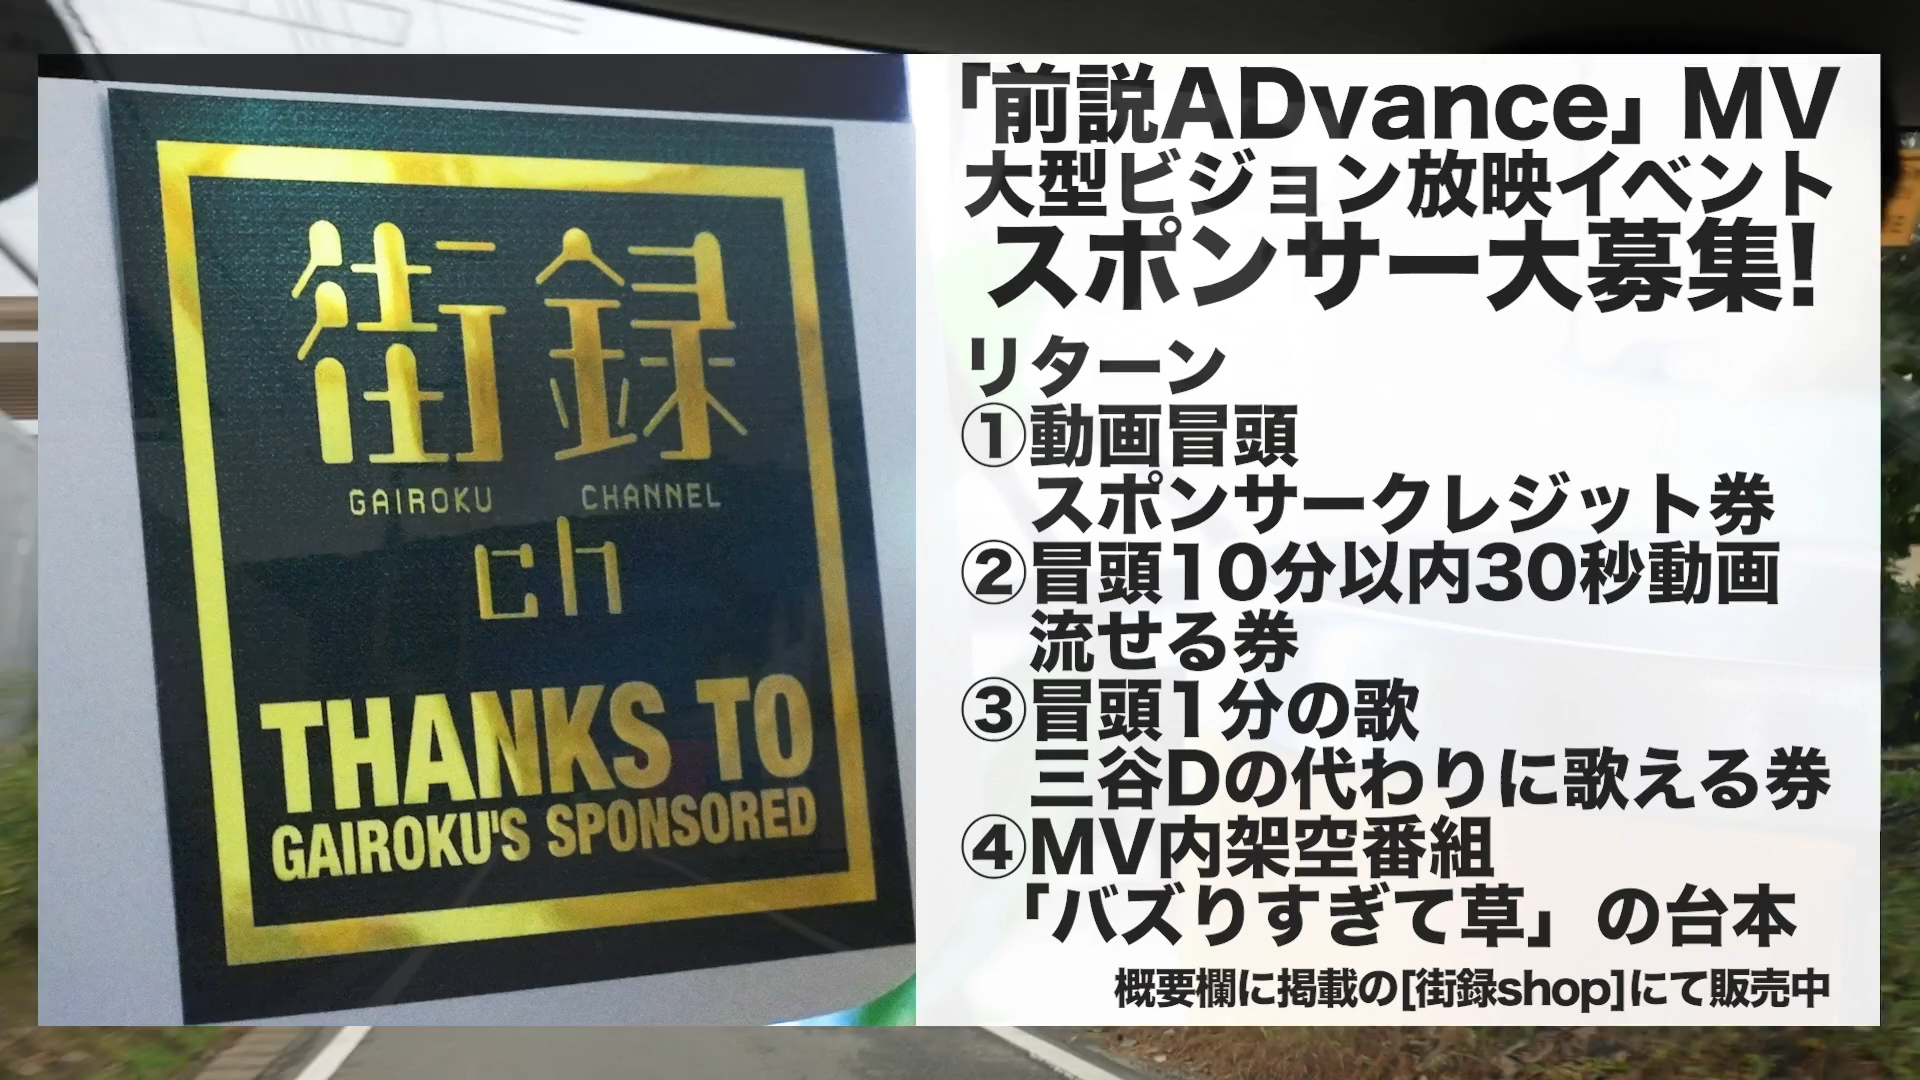 街録
GAIROKU CHANNEL
ch
THANKS TO
GAIROKU'S SPONSORED
「前説ADvance」MV
大型ビジョン放映イベント
スポンサー大募集!
リターン
①動画冒頭
スポンサークレジット券
②冒頭10分以内30秒動画
流せる券
③冒頭1分の歌
三谷Dの代わりに歌える券
④MV内架空番組
「バズりすぎて草」の台本
概要欄に掲載の[街録shop]にて販売中